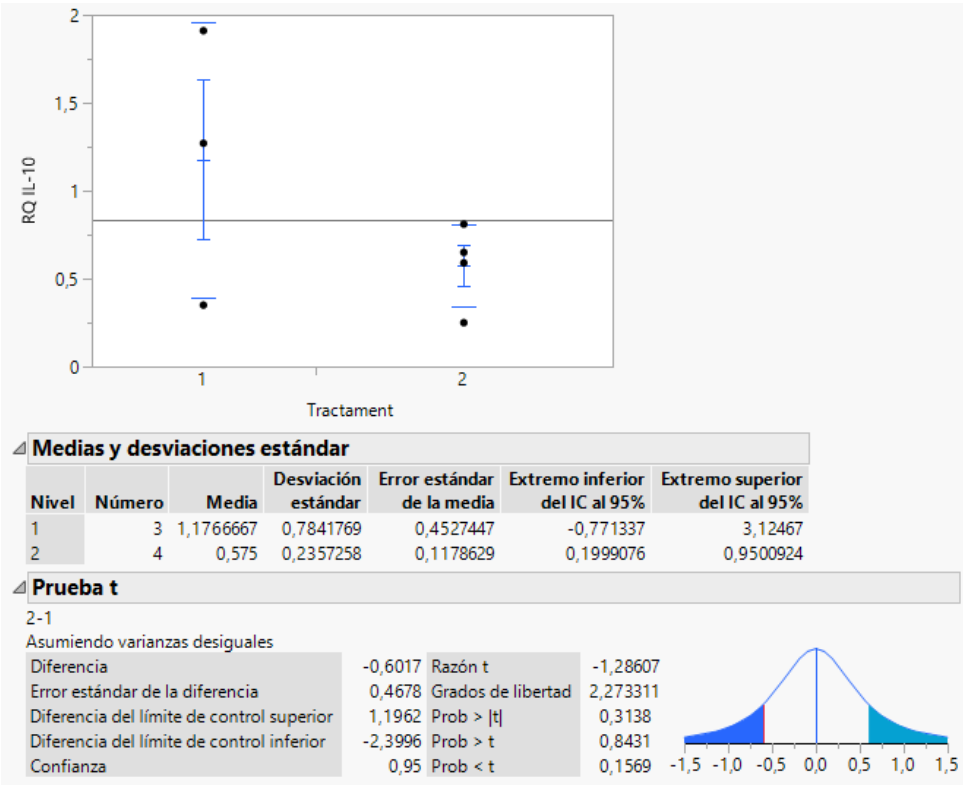 2
1,5
1
0,5
0
RQ IL-10
1 2
Tractament
Medias y desviaciones estándar
Nivel Número Media Desviación estándar Error estándar de la media Extremo inferior del IC al 95% Extremo superior del IC al 95%
1 3 1,1766667 0,7841769 0,4527447 -0,771337 3,12467
2 4 0,575 0,2357258 0,1178629 0,1999076 0,9500924
Prueba t
2-1
Asumiendo varianzas desiguales
Diferencia -0,6017 Razón t -1,28607
Error estándar de la diferencia 0,4678 Grados de libertad 2,273311
Diferencia del límite de control superior 1,1962 Prob > |t| 0,3138
Diferencia del límite de control inferior -2,3996 Prob > t 0,8431
Confianza 0,95 Prob < t 0,1569
-1,5 -1,0 -0,5 0,0 0,5 1,0 1,5